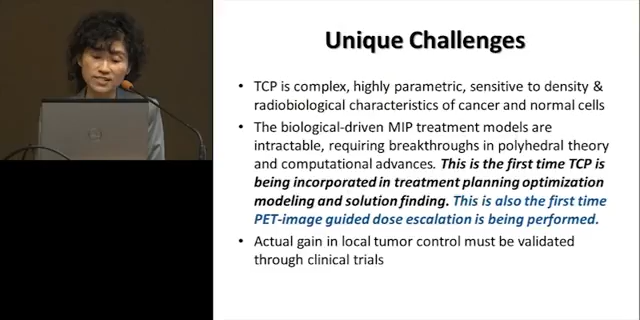 Unique Challenges
• TCP is complex, highly parametric, sensitive to density &
radiobiological characteristics of cancer and normal cells
• The biological-driven MIP treatment models are
intractable, requiring breakthroughs in polyhedral theory
and computational advances. This is the first time TCP is
being incorporated in treatment planning optimization
modeling and solution finding. This is also the first time
PET-image guided dose escalation is being performed.
• Actual gain in local tumor control must be validated
through clinical trials